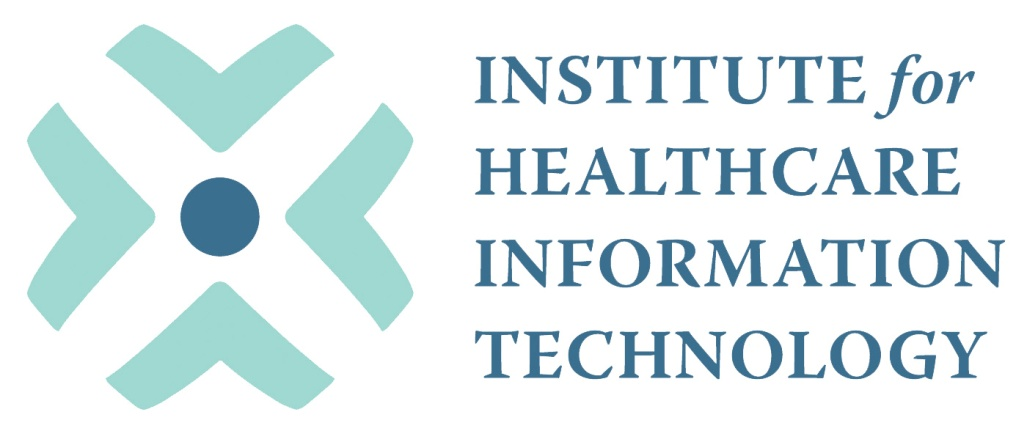 INSTITUTE for
HEALTHCARE
INFORMATION
TECHNOLOGY